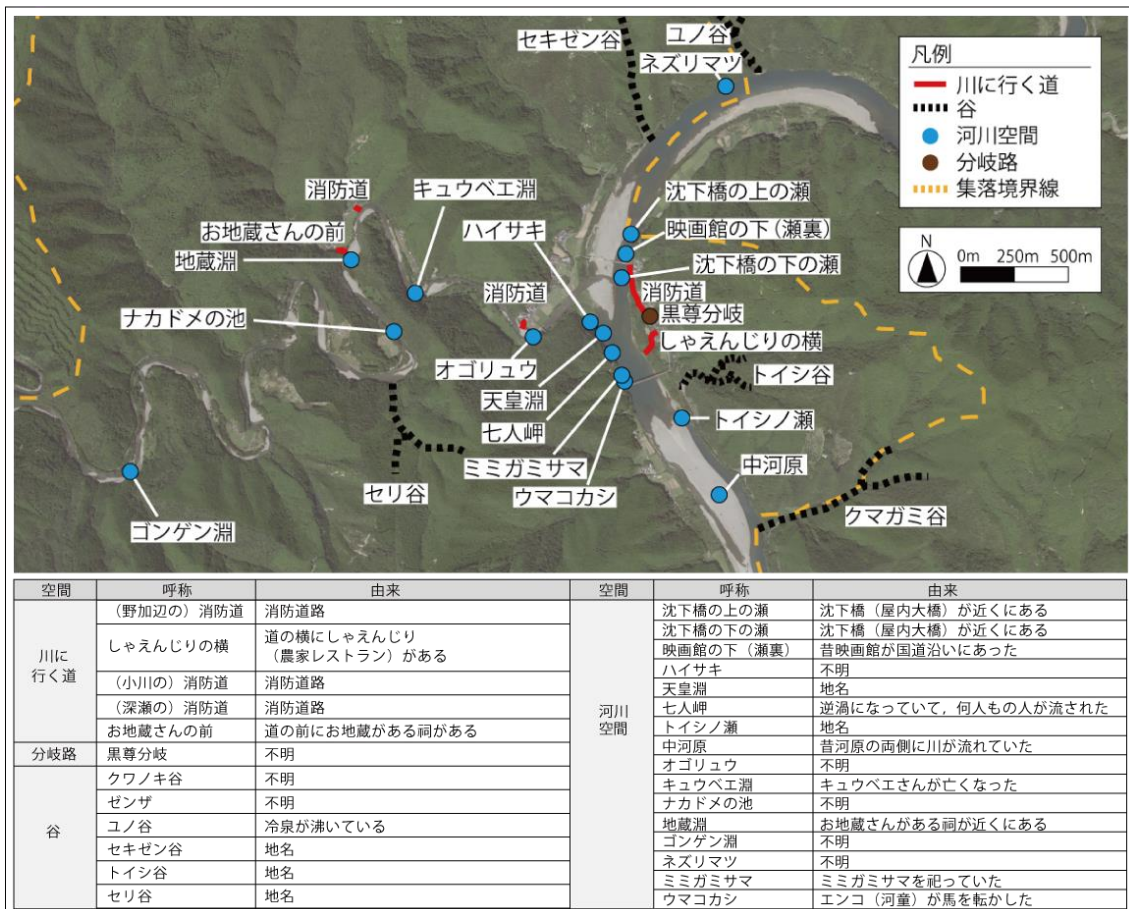 セキゼン谷
ユノ谷
ネズリマツ
凡例
川に行く道
谷
河川空間
分岐路
集落境界線
N
0m 250m 500m
消防道
キュウベエ淵
お地蔵さんの前
地蔵淵
ハイサキ
沈下橋の上の瀬
映画館の下(瀬裏)
沈下橋の下の瀬
消防道
消防道
黒尊分岐
しゃえんじりの横
ナカドメの池
オゴリュウ
天皇淵
七人岬
ミミガミサマ
ウマコカシ
トイシ谷
トイシノ瀬
中河原
クマガミ谷
セリ谷
ゴンゲン淵
空間 呼称 由来
川に
行く道
(野加辺の)消防道 消防道路
しゃえんじりの横 道の横にしゃえんじり
(農家レストラン)がある
(小川の)消防道 消防道路
(深瀬の)消防道 消防道路
お地蔵さんの前 道の前にお地蔵がある祠がある
分岐路 黒尊分岐 不明
谷
クワノキ谷 不明
ゼンザ 不明
ユノ谷 冷泉が沸いている
セキゼン谷 地名
トイシ谷 地名
セリ谷 地名
空間 呼称 由来
河川
空間
沈下橋の上の瀬 沈下橋(屋内大橋)が近くにある
沈下橋の下の瀬 沈下橋(屋内大橋)が近くにある
映画館の下(瀬裏) 昔映画館が国道沿いにあった
ハイサキ 不明
天皇淵 地名
七人岬 逆渦になっていて,何人もの人が流された
トイシノ瀬 地名
中河原 昔河原の両側に川が流れていた
オゴリュウ 不明
キュウベエ淵 キュウベエさんが亡くなった
ナカドメの池 不明
地蔵淵 お地蔵さんがある祠が近くにある
ゴンゲン淵 不明
ネズリマツ 不明
ミミガミサマ ミミガミサマを祀っていた
ウマコカシ エンコ(河童)が馬を転かした